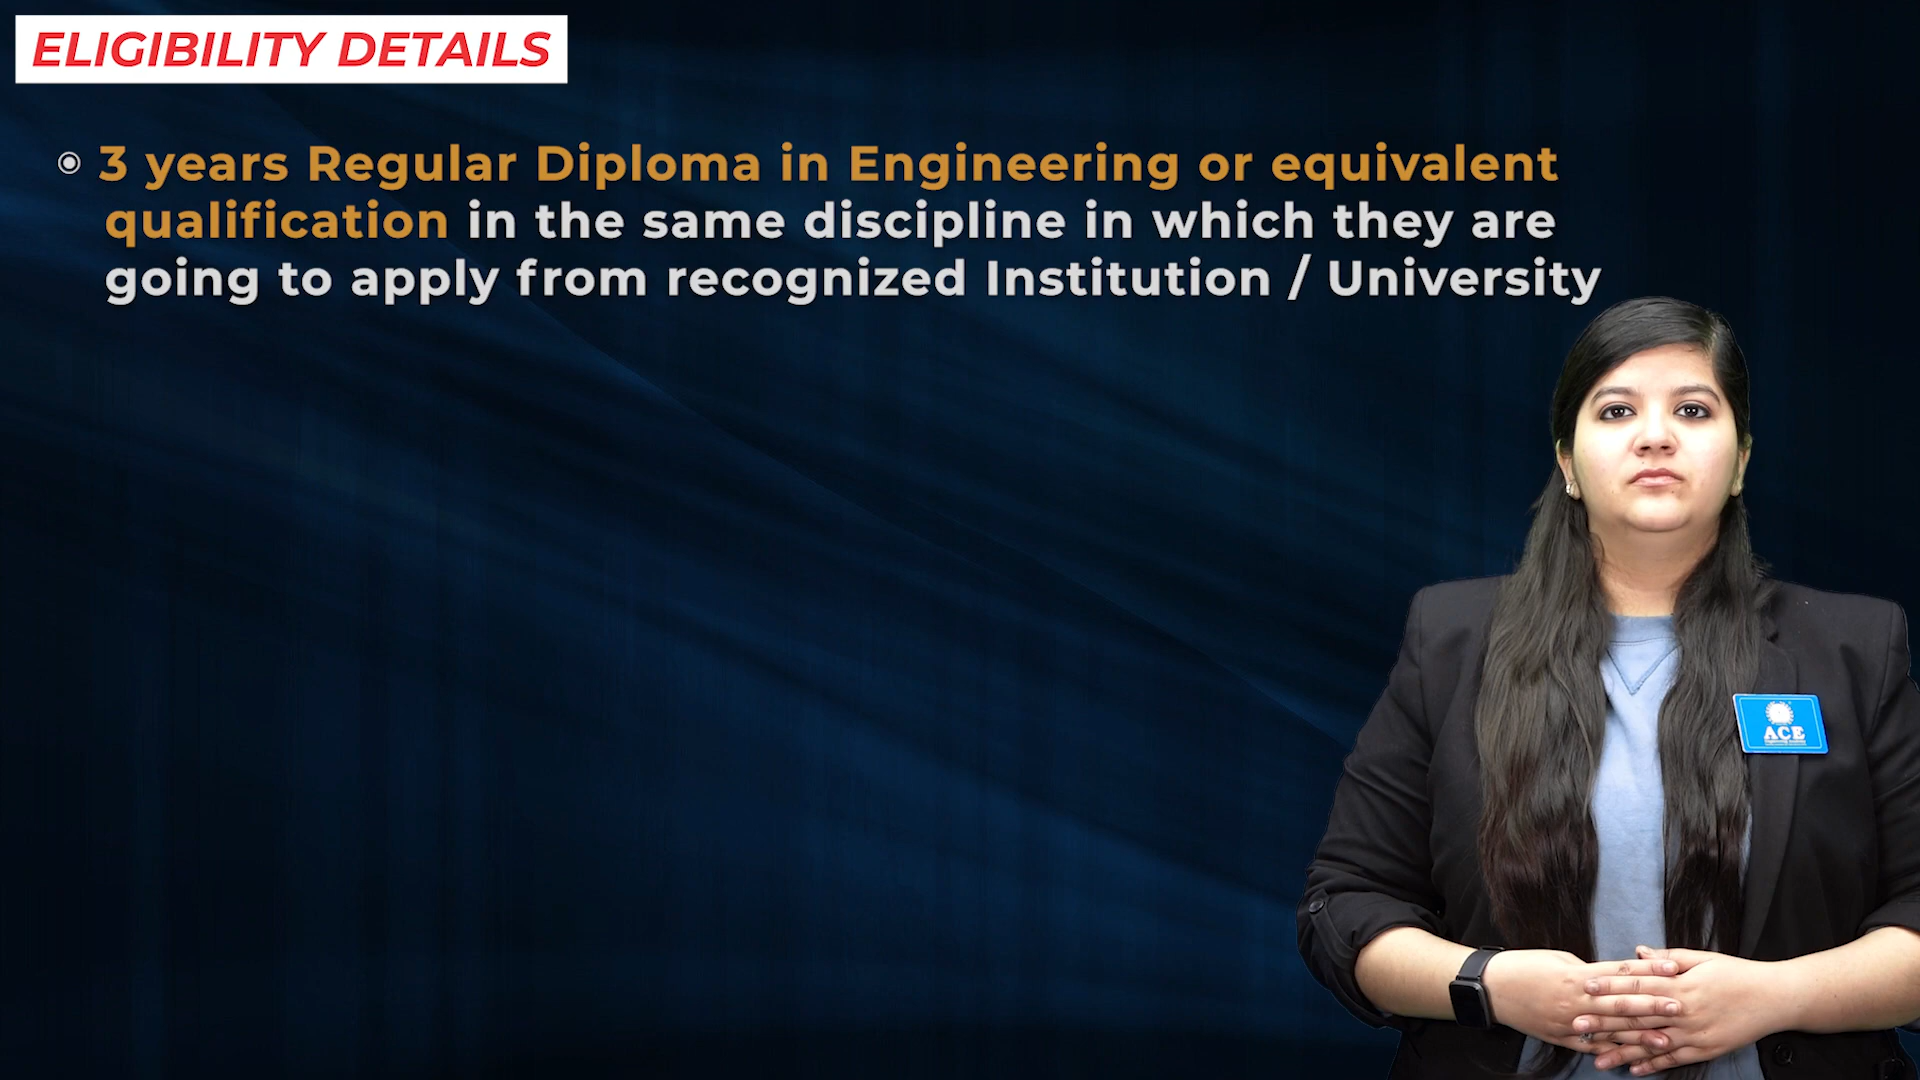 ELIGIBILITY DETAILS
3 years Regular Diploma in Engineering or equivalent
qualification in the same discipline in which they are
going to apply from recognized Institution / University
ACE